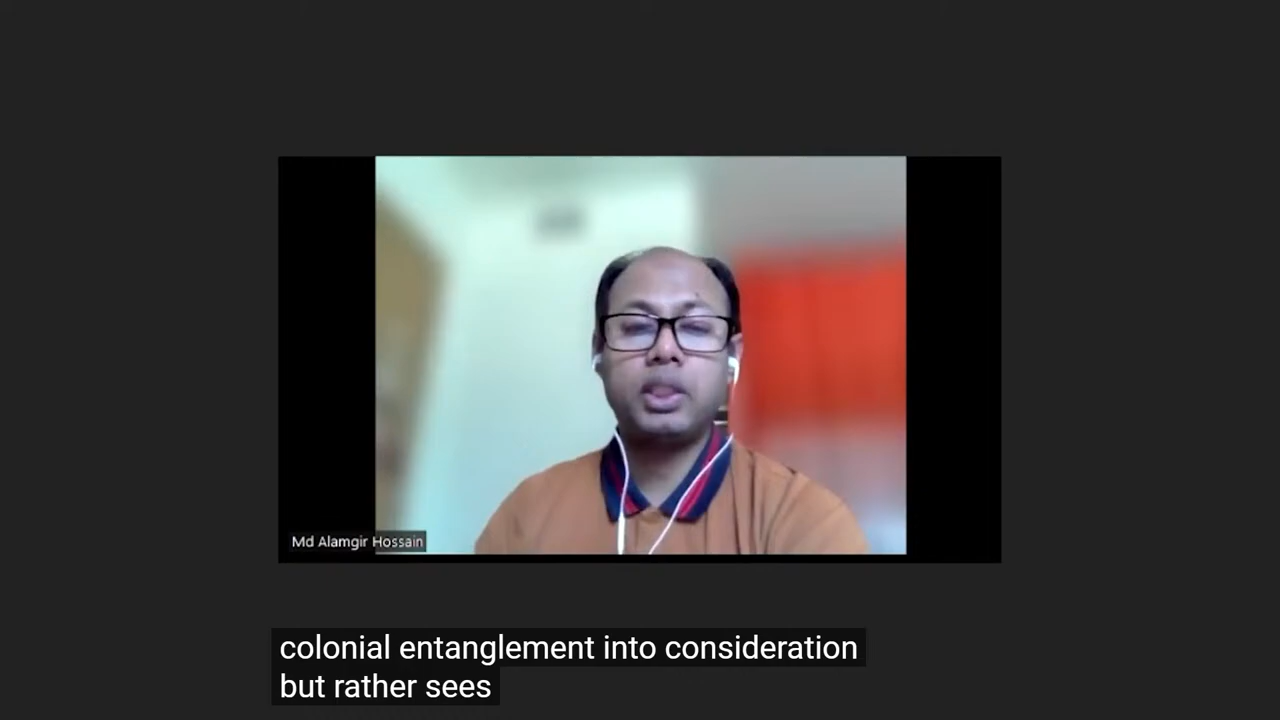 Md Alamgir Hossain
colonial entanglement into consideration
but rather sees